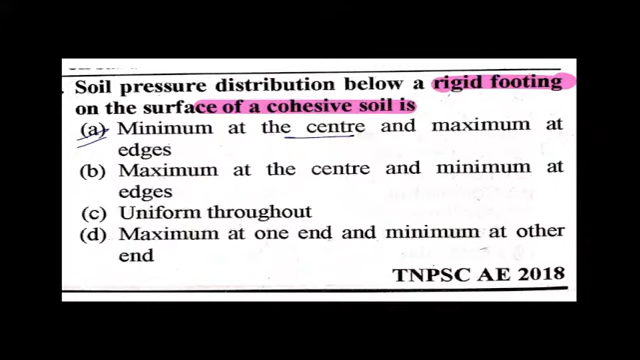 Soil pressure distribution below a rigid footing
on the surface of a cohesive soil is
(a) Minimum at the centre and maximum at
edges
(b) Maximum at the centre and minimum at
edges
(c) Uniform throughout
(d) Maximum at one end and minimum at other
end
TNPSC AE 2018